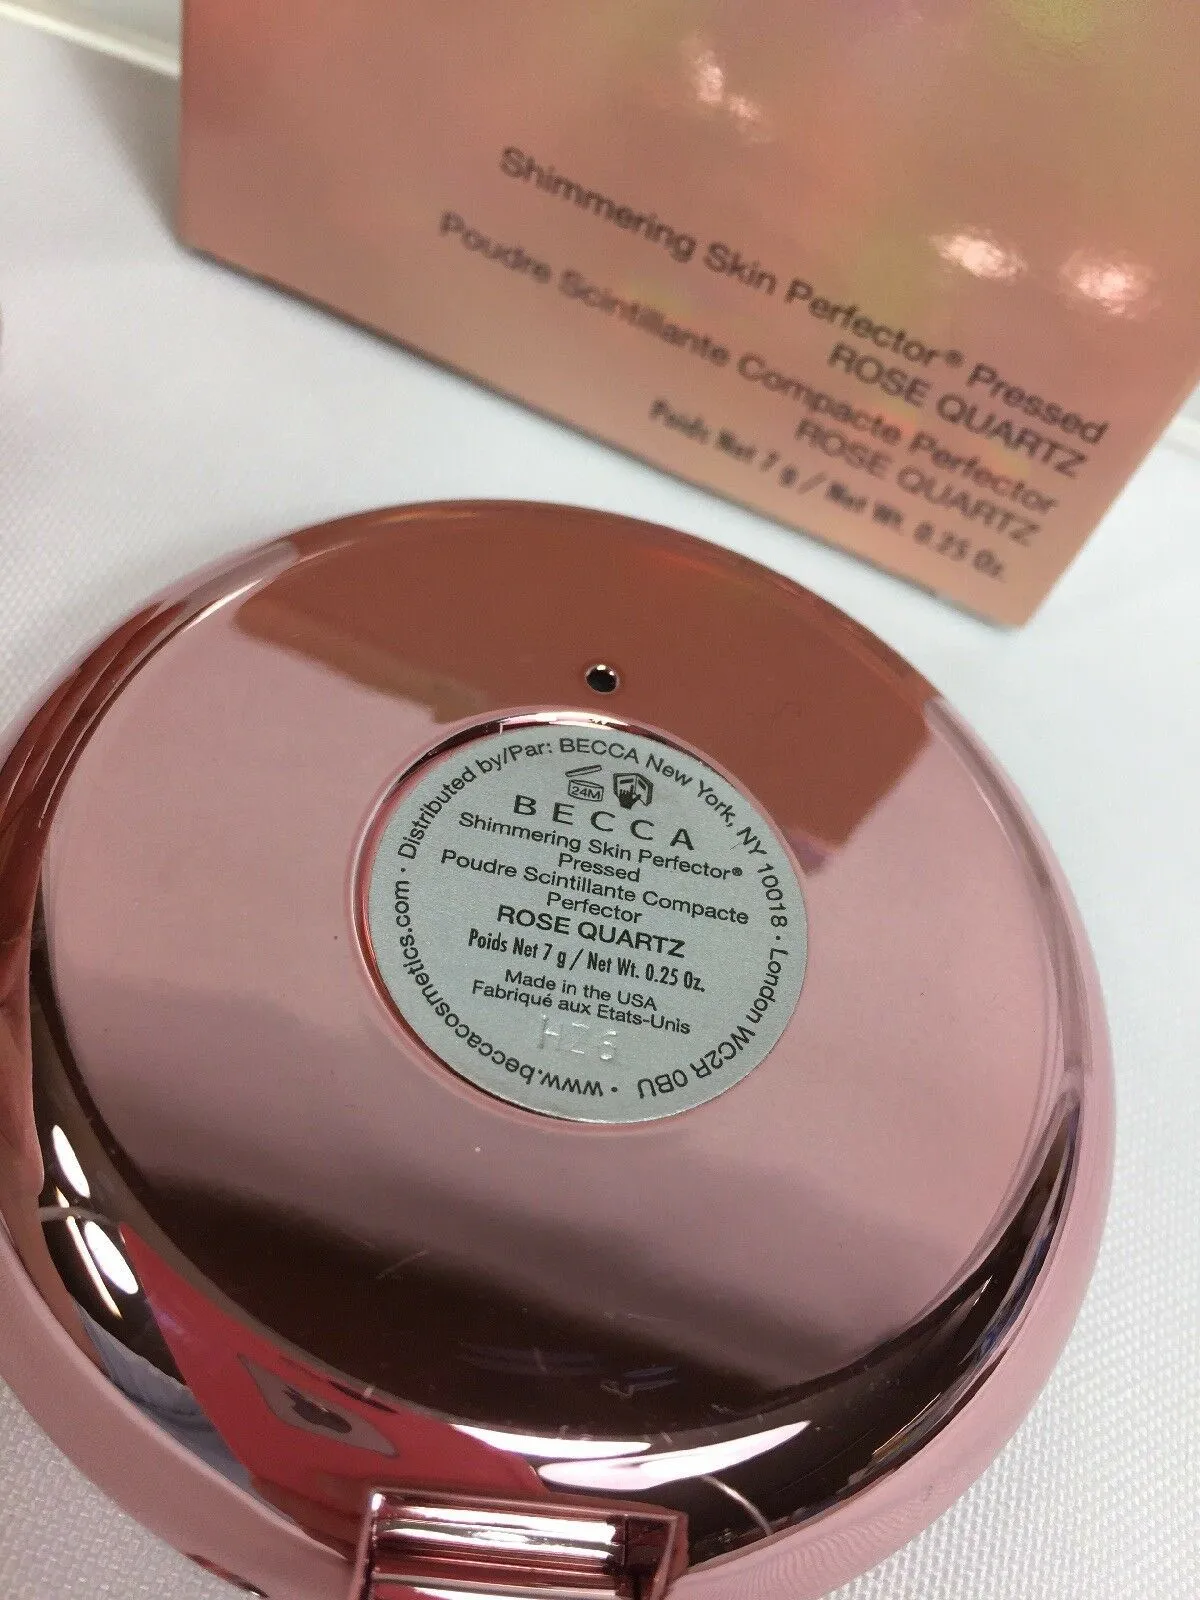 Shimmering Skin Perfector® Pressed
ROSE QUARTZ
Poudre Scintillante Compacte Perfector
ROSE QUARTZ
Poids Net 7 g / Net Wt. 0.25 Oz.
Distributed by/Par: BECCA New York, NY 10018 • London WC2R 0BU • www.beccacosmetics.com •
24M
BECCA
Shimmering Skin Perfector®
Pressed
Poudre Scintillante Compacte
Perfector
ROSE QUARTZ
Poids Net 7 g / Net Wt. 0.25 Oz.
Made in the USA
Fabriqué aux Etats-Unis
HZ6